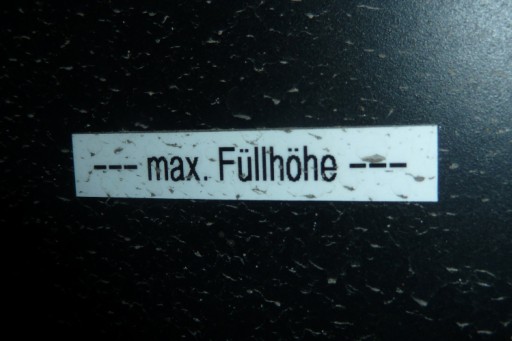 --- max. Füllhöhe ---